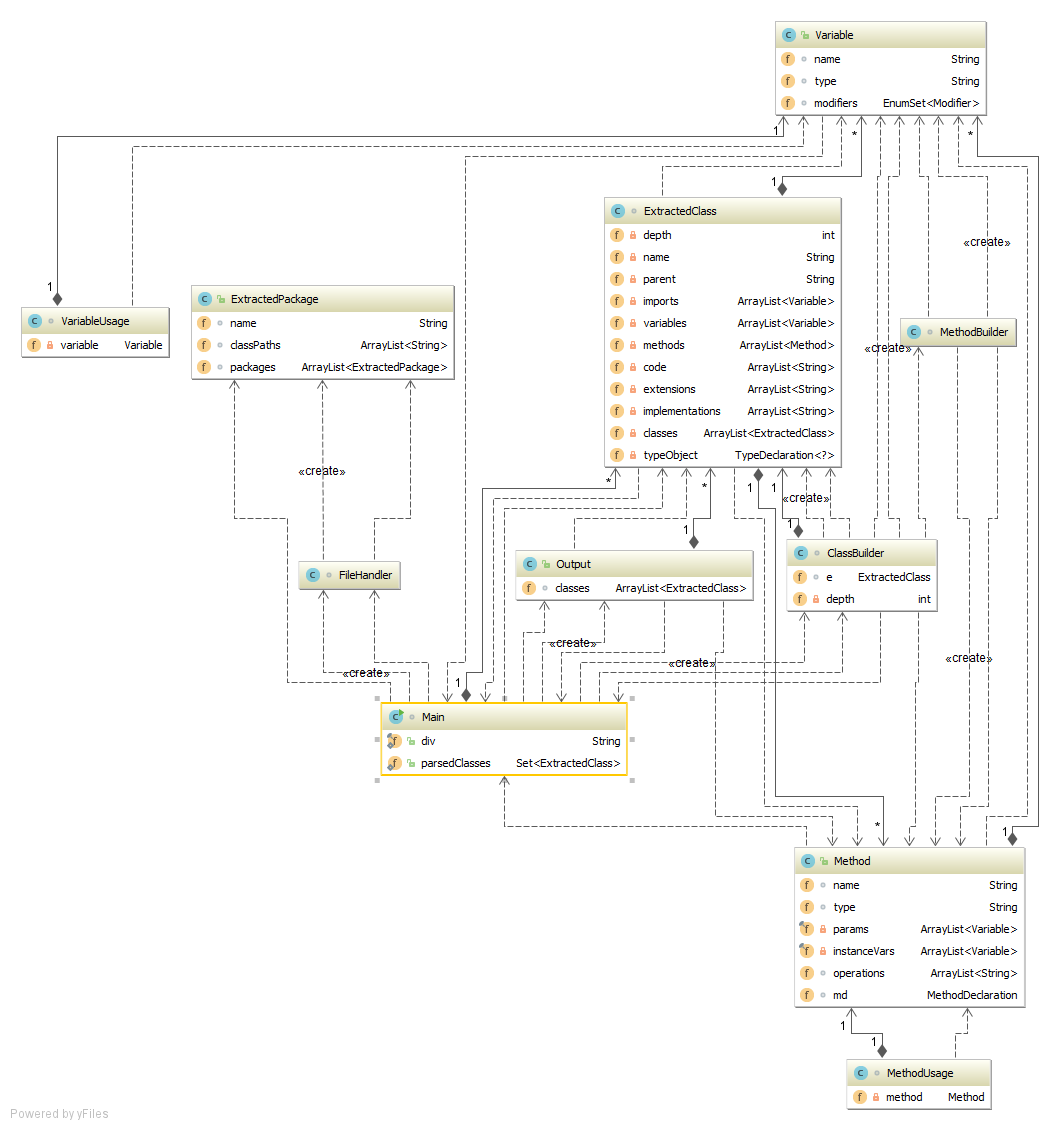 Variable
name String
type String
modifiers EnumSet<Modifier>
1
*
*
1
ExtractedClass
depth int
name String
parent String
imports ArrayList<Variable>
variables ArrayList<Variable>
methods ArrayList<Method>
code ArrayList<String>
extensions ArrayList<String>
implementations ArrayList<String>
classes ArrayList<ExtractedClass>
typeObject TypeDeclaration<?>
«create»
1
ExtractedPackage
name String
classPaths ArrayList<String>
packages ArrayList<ExtractedPackage>
VariableUsage
variable Variable
MethodBuilder
«create»
«create»
*
*
1
1
«create»
1
1
ClassBuilder
e ExtractedClass
depth int
Output
classes ArrayList<ExtractedClass>
FileHandler
«create»
«create»
«create»
«create»
1
Main
div String
parsedClasses Set<ExtractedClass>
*
1
Method
name String
type String
params ArrayList<Variable>
instanceVars ArrayList<Variable>
operations ArrayList<String>
md MethodDeclaration
1
1
MethodUsage
method Method
Powered by yFiles